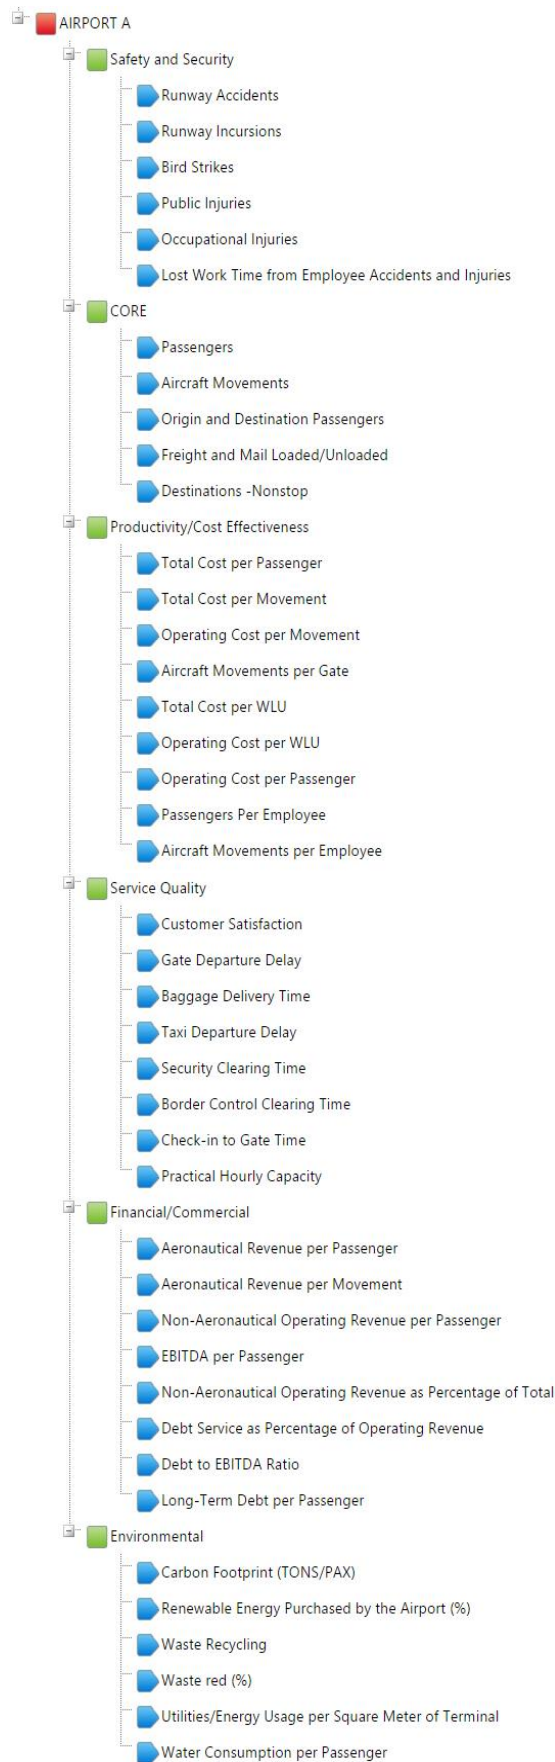 AIRPORT A
Safety and Security
Runway Accidents
Runway Incursions
Bird Strikes
Public Injuries
Occupational Injuries
Lost Work Time from Employee Accidents and Injuries
CORE
Passengers
Aircraft Movements
Origin and Destination Passengers
Freight and Mail Loaded/Unloaded
Destinations -Nonstop
Productivity/Cost Effectiveness
Total Cost per Passenger
Total Cost per Movement
Operating Cost per Movement
Aircraft Movements per Gate
Total Cost per WLU
Operating Cost per WLU
Operating Cost per Passenger
Passengers Per Employee
Aircraft Movements per Employee
Service Quality
Customer Satisfaction
Gate Departure Delay
Baggage Delivery Time
Taxi Departure Delay
Security Clearing Time
Border Control Clearing Time
Check-in to Gate Time
Practical Hourly Capacity
Financial/Commercial
Aeronautical Revenue per Passenger
Aeronautical Revenue per Movement
Non-Aeronautical Operating Revenue per Passenger
EBITDA per Passenger
Non-Aeronautical Operating Revenue as Percentage of Total
Debt Service as Percentage of Operating Revenue
Debt to EBITDA Ratio
Long-Term Debt per Passenger
Environmental
Carbon Footprint (TONS/PAX)
Renewable Energy Purchased by the Airport (%)
Waste Recycling
Waste red (%)
Utilities/Energy Usage per Square Meter of Terminal
Water Consumption per Passenger